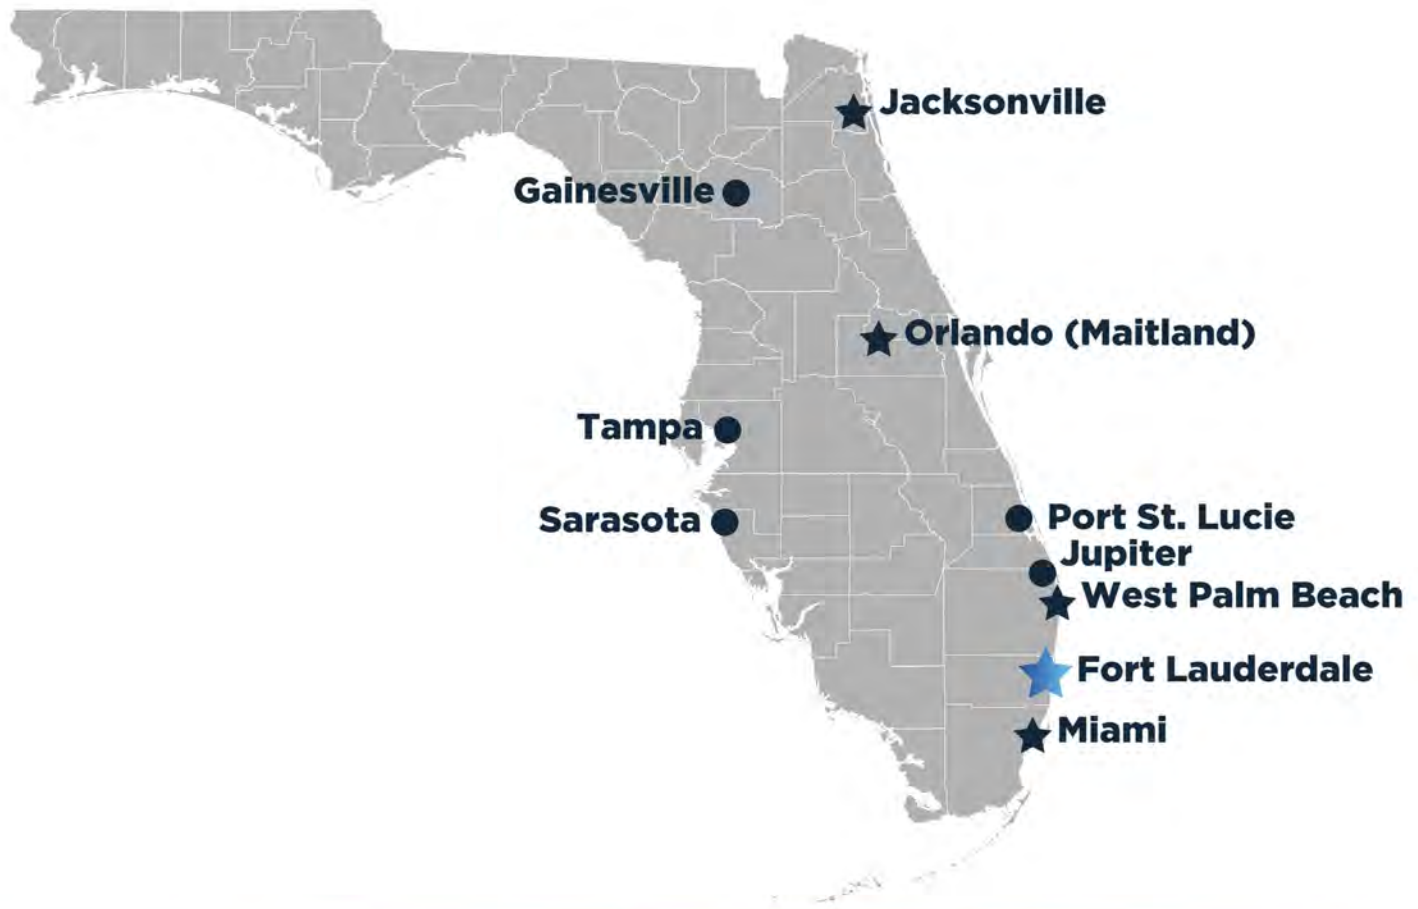 Jacksonville
Gainesville
Orlando (Maitland)
Tampa
Sarasota
Port St. Lucie
Jupiter
West Palm Beach
Fort Lauderdale
Miami